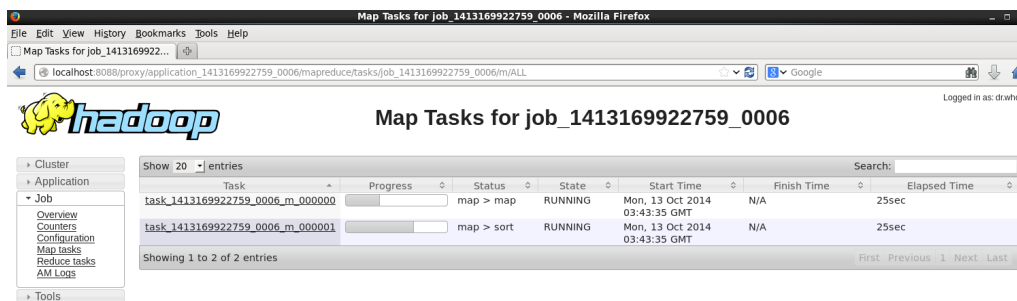 Map Tasks for job_1413169922759_0006 - Mozilla Firefox
File Edit View History Bookmarks Tools Help
Map Tasks for job_1413169922...
localhost:8088/proxy/application_1413169922759_0006/mapreduce/tasks/job_1413169922759_0006/m/ALL
Google
Logged in as: dr.who
hadoop
Map Tasks for job_1413169922759_0006
Cluster
Application
Job
Overview
Counters
Configuration
Map tasks
Reduce tasks
AM Logs
Tools
Show 20 entries Search:
Task Progress Status State Start Time Finish Time Elapsed Time
task_1413169922759_0006_m_000000 map > map RUNNING Mon, 13 Oct 2014 03:43:35 GMT N/A 25sec
task_1413169922759_0006_m_000001 map > sort RUNNING Mon, 13 Oct 2014 03:43:35 GMT N/A 25sec
Showing 1 to 2 of 2 entries First Previous 1 Next Last